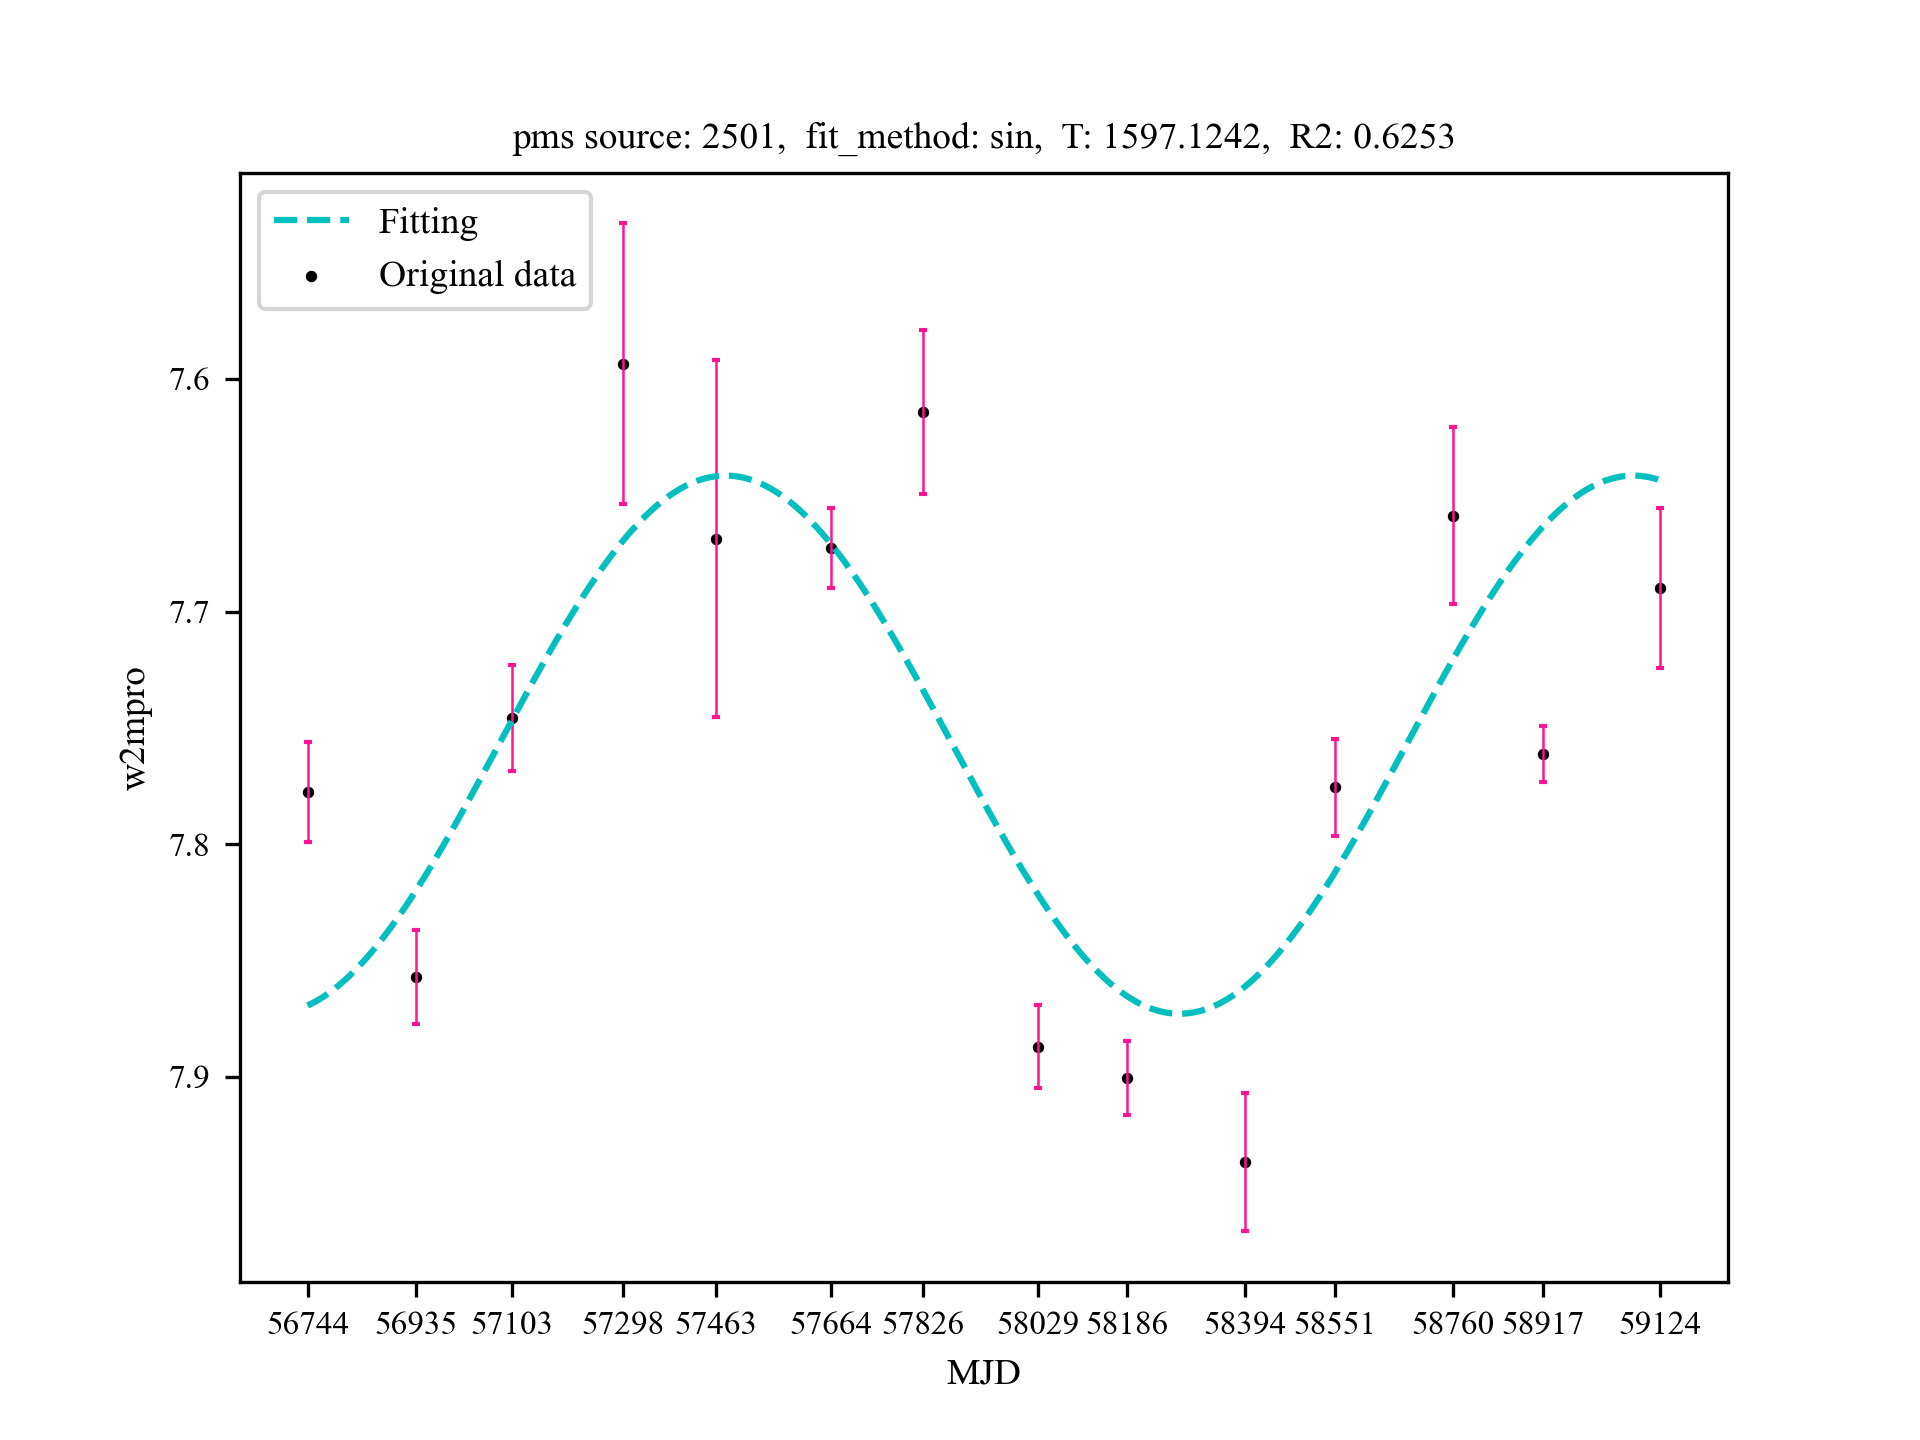 pms source: 2501, fit_method: sin, T: 1597.1242, R2: 0.6253
Fitting
Original data
7.6
7.7
7.8
7.9
w2mpro
56744 56935 57103 57298 57463 57664 57826 58029 58186 58394 58551 58760 58917 59124
MJD